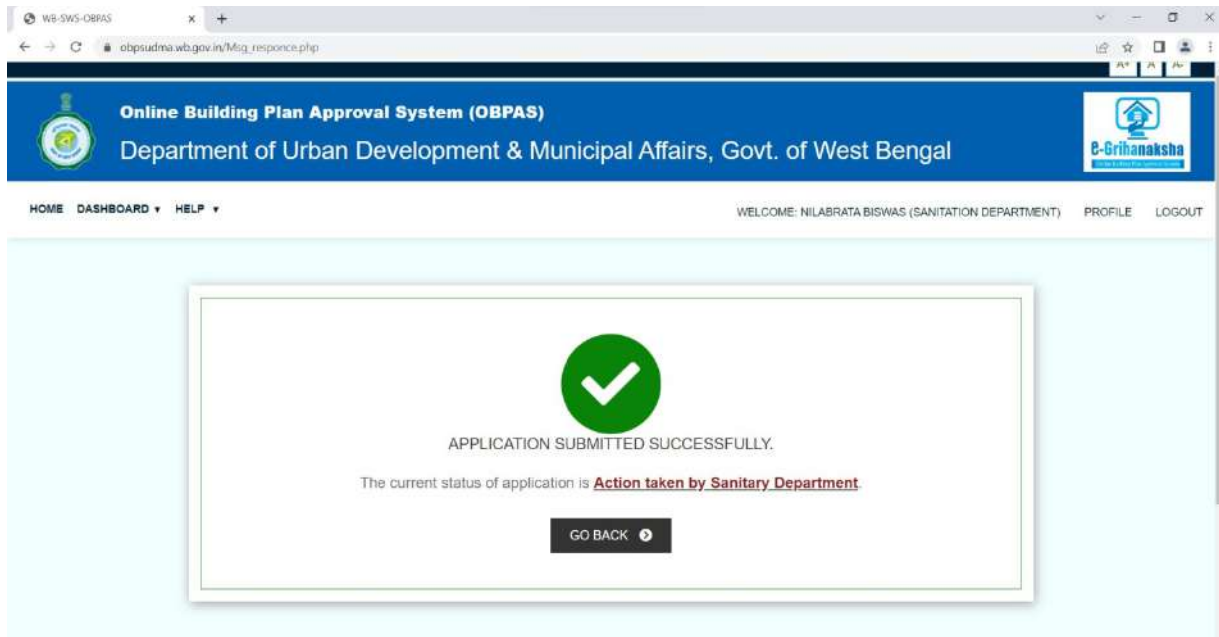 WB-SWS-OBPAS
obpsudma.wb.gov.in/Msg_responce.php
A+ A A-
Online Building Plan Approval System (OBPAS)
Department of Urban Development & Municipal Affairs, Govt. of West Bengal
e-Grihanaksha
HOME DASHBOARD HELP
WELCOME: NILABRATA BISWAS (SANITATION DEPARTMENT) PROFILE LOGOUT
APPLICATION SUBMITTED SUCCESSFULLY.
The current status of application is Action taken by Sanitary Department.
GO BACK